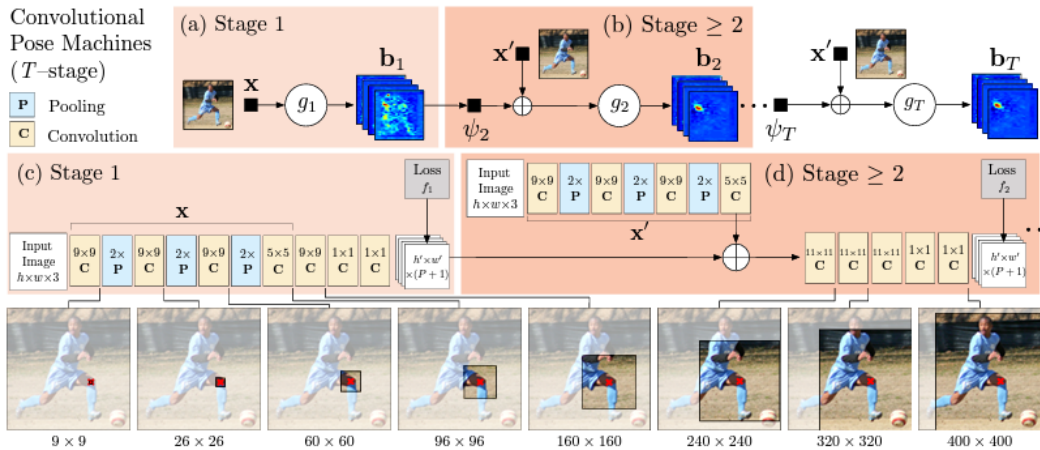 Convolutional
Pose Machines
(T–stage)
P Pooling
C Convolution
(a) Stage 1
x
g₁
b₁
(b) Stage ≥ 2
x′
ψ₂
⊕
g₂
b₂
• • •
x′
ψ_T
⊕
g_T
b_T
(c) Stage 1
Loss
f₁
x
Input
Image
h×w×3
9×9
C
2×
P
9×9
C
2×
P
9×9
C
2×
P
5×5
C
9×9
C
1×1
C
1×1
C
h′×w′
×(P+1)
Input
Image
h×w×3
9×9
C
2×
P
9×9
C
2×
P
9×9
C
2×
P
5×5
C
x′
⊕
(d) Stage ≥ 2
Loss
f₂
11×11
C
11×11
C
11×11
C
1×1
C
1×1
C
h′×w′
×(P+1)
• •
9 × 9
26 × 26
60 × 60
96 × 96
160 × 160
240 × 240
320 × 320
400 × 400